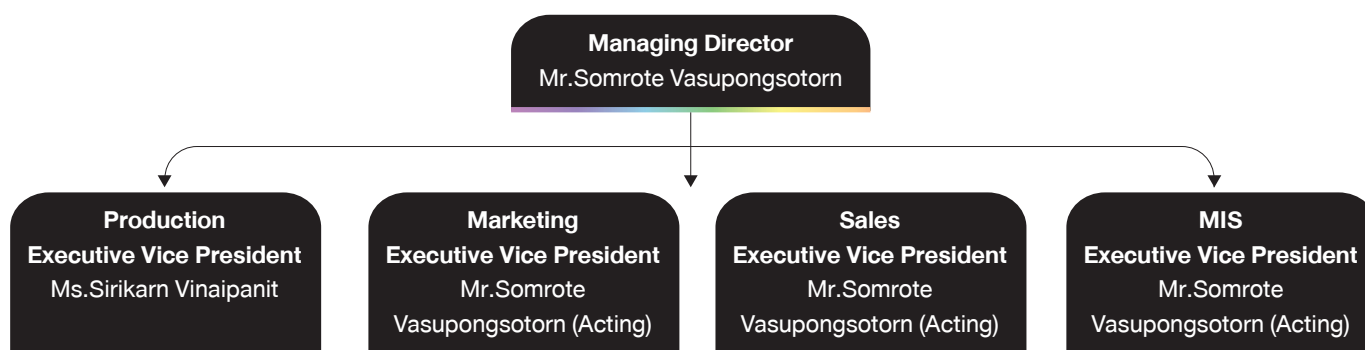 Managing Director
Mr.Somrote Vasupongsotorn
Production
Executive Vice President
Ms.Sirikarn Vinaipanit
Marketing
Executive Vice President
Mr.Somrote
Vasupongsotorn (Acting)
Sales
Executive Vice President
Mr.Somrote
Vasupongsotorn (Acting)
MIS
Executive Vice President
Mr.Somrote
Vasupongsotorn (Acting)